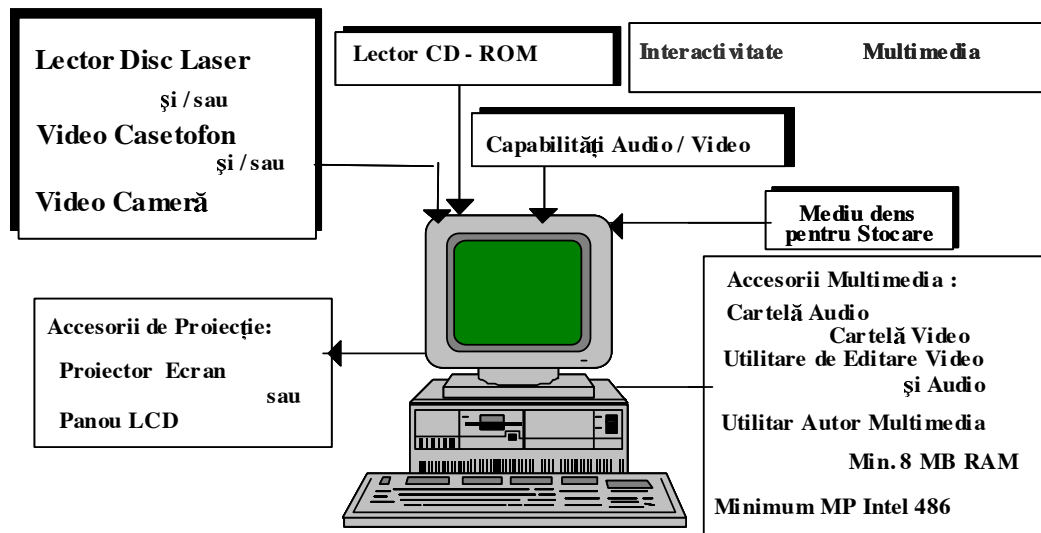 Lector Disc Laser
şi / sau
Video Casetofon
şi / sau
Video Cameră
Lector CD - ROM
Interactivitate Multimedia
Capabilităţi Audio / Video
Mediu dens
pentru Stocare
Accesorii de Proiecţie:
Proiector Ecran
sau
Panou LCD
Accesorii Multimedia :
Cartelă Audio
Cartelă Video
Utilitare de Editare Video
şi Audio
Utilitar Autor Multimedia
Min. 8 MB RAM
Minimum MP Intel 486